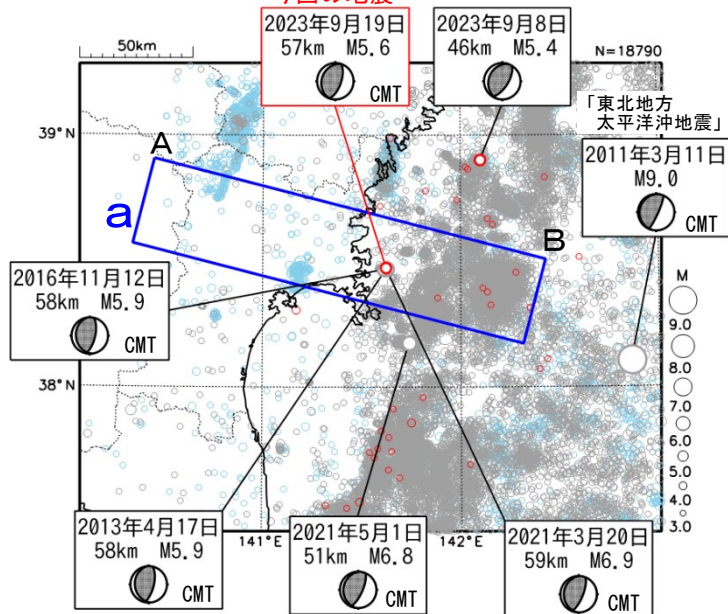 今回の地震
50km
2023年9月19日
57km M5.6
CMT
2023年9月8日
46km M5.4
CMT
N=18790
「東北地方
太平洋沖地震」
2011年3月11日
M9.0
CMT
39°N
A
a
B
2016年11月12日
58km M5.9
CMT
M
9.0
8.0
7.0
6.0
5.0
4.0
3.0
38°N
141°E
142°E
2013年4月17日
58km M5.9
CMT
2021年5月1日
51km M6.8
CMT
2021年3月20日
59km M6.9
CMT